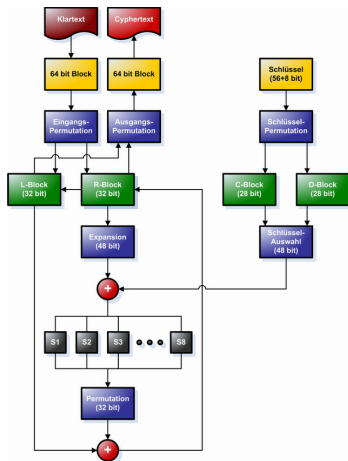 Klartext
Cyphertext
64 bit Block
64 bit Block
Schlüssel
(56+8 bit)
Eingangs-
Permutation
Ausgangs-
Permutation
Schlüssel-
Permutation
L-Block
(32 bit)
R-Block
(32 bit)
C-Block
(28 bit)
D-Block
(28 bit)
Expansion
(48 bit)
Schlüssel-
Auswahl
(48 bit)
+
S1
S2
S3
S8
Permutation
(32 bit)
+